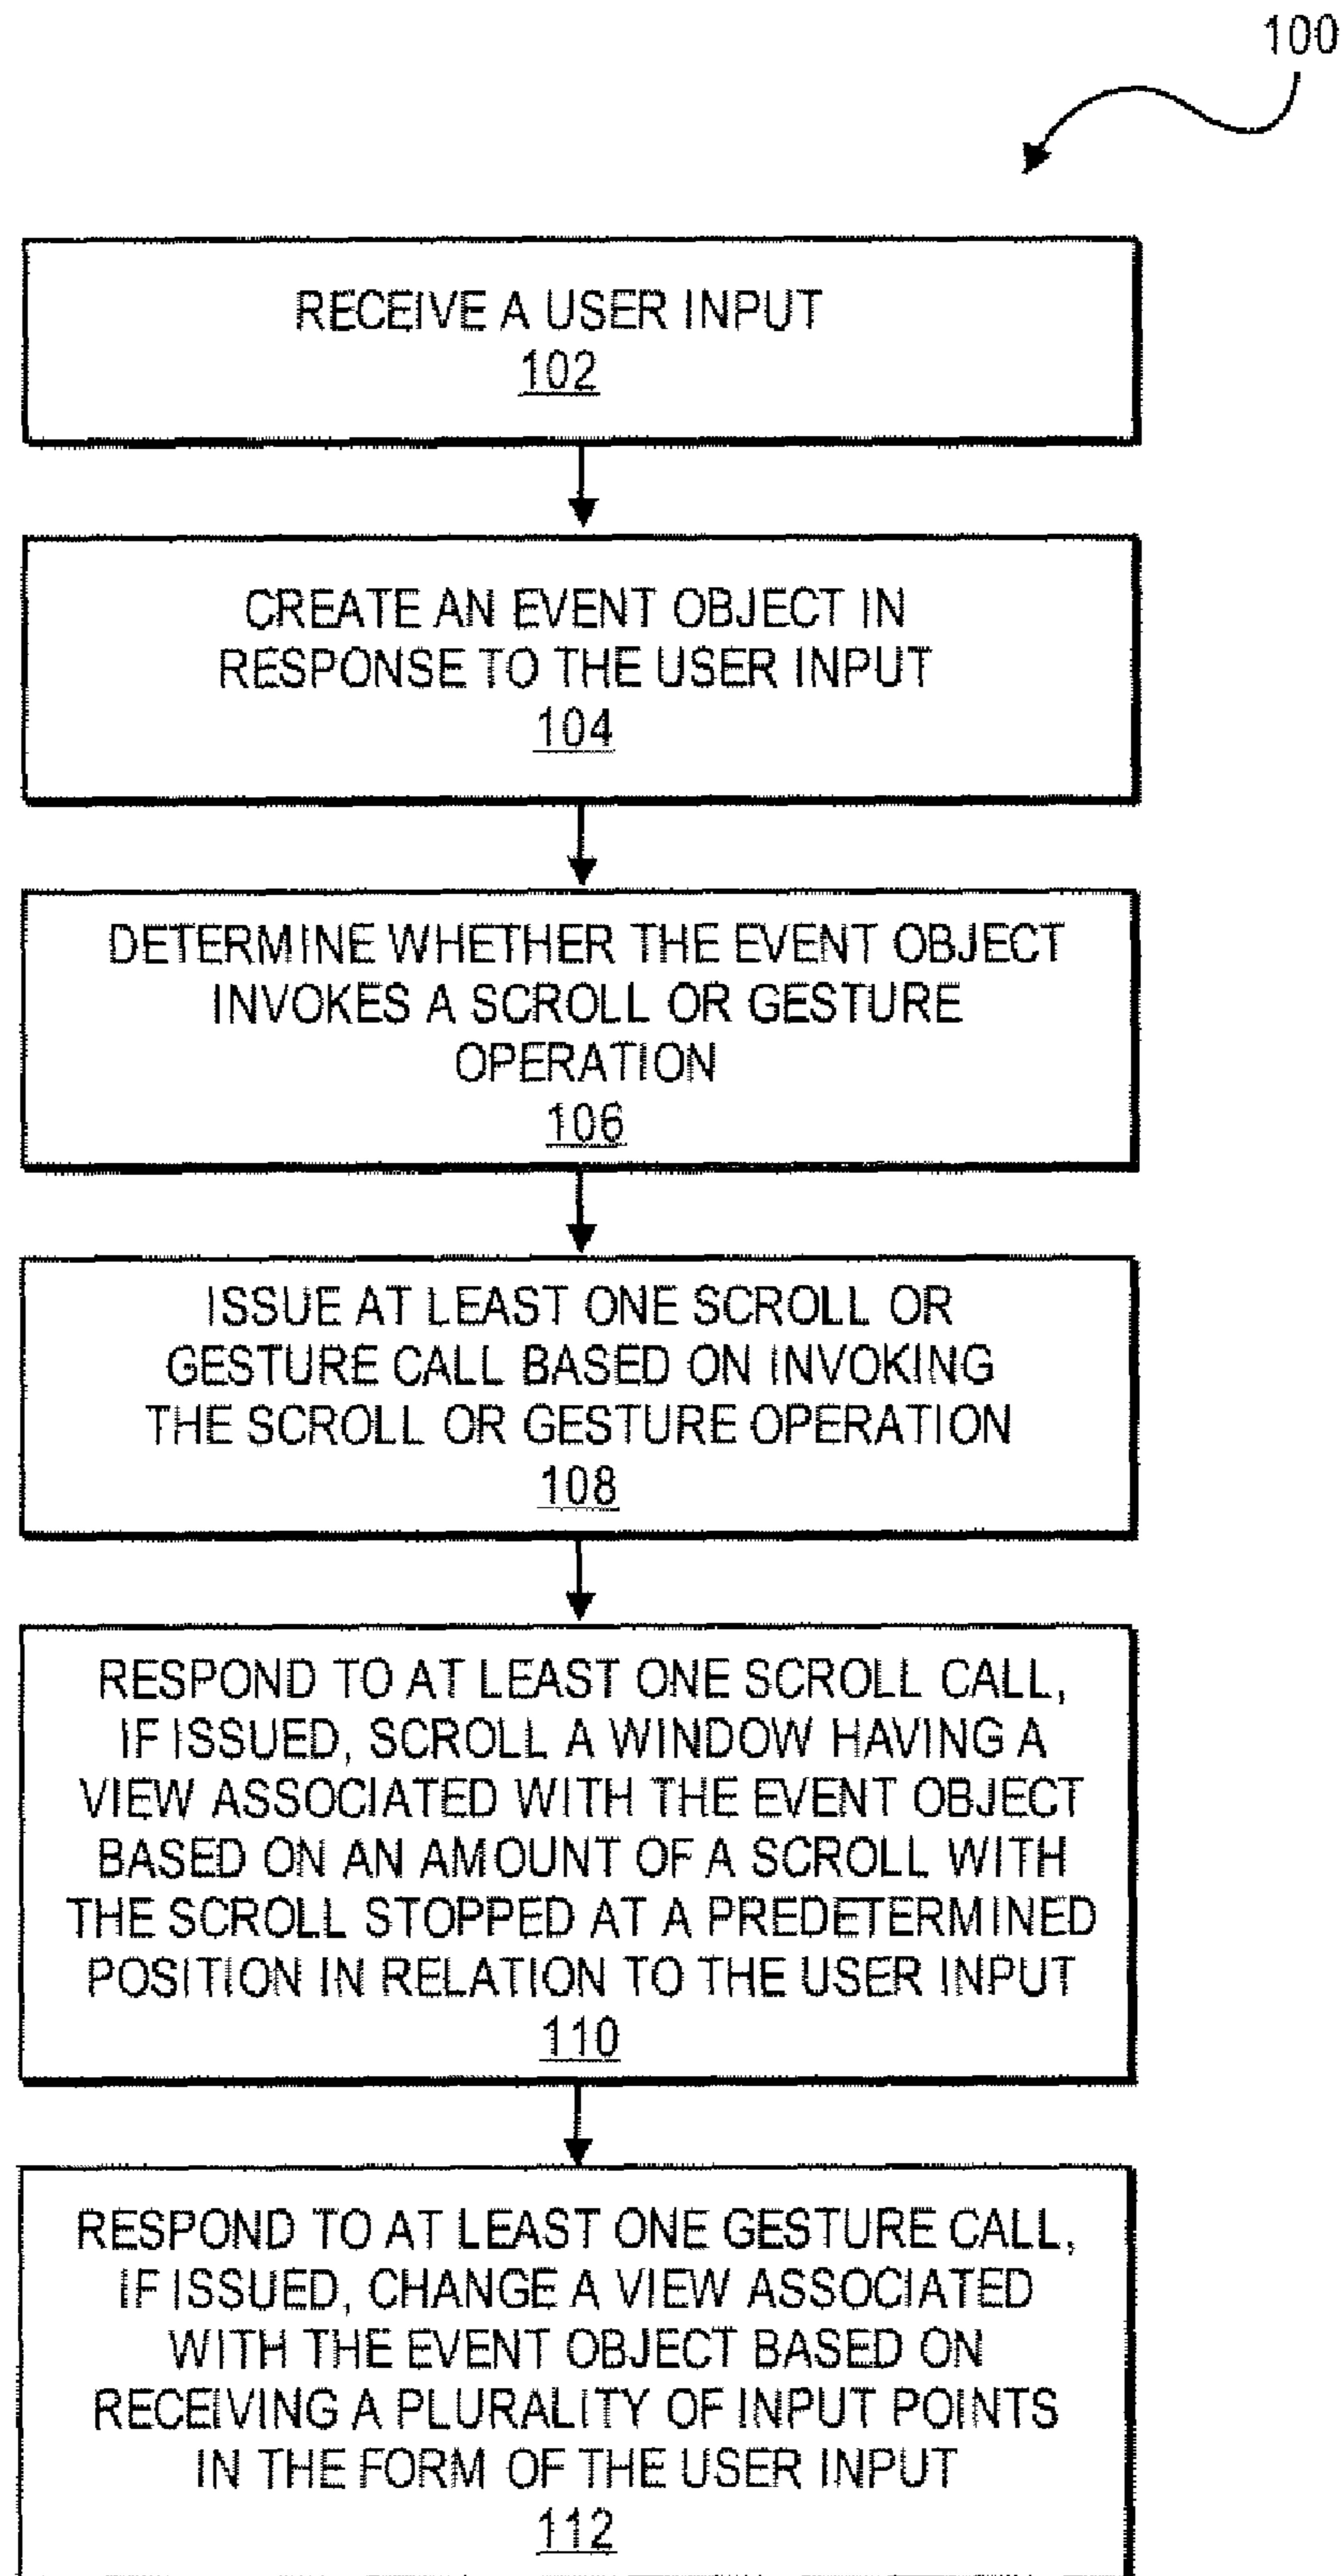 100
RECEIVE A USER INPUT
102
CREATE AN EVENT OBJECT IN
RESPONSE TO THE USER INPUT
104
DETERMINE WHETHER THE EVENT OBJECT
INVOKES A SCROLL OR GESTURE
OPERATION
106
ISSUE AT LEAST ONE SCROLL OR
GESTURE CALL BASED ON INVOKING
THE SCROLL OR GESTURE OPERATION
108
RESPOND TO AT LEAST ONE SCROLL CALL,
IF ISSUED, SCROLL A WINDOW HAVING A
VIEW ASSOCIATED WITH THE EVENT OBJECT
BASED ON AN AMOUNT OF A SCROLL WITH
THE SCROLL STOPPED AT A PREDETERMINED
POSITION IN RELATION TO THE USER INPUT
110
RESPOND TO AT LEAST ONE GESTURE CALL,
IF ISSUED, CHANGE A VIEW ASSOCIATED
WITH THE EVENT OBJECT BASED ON
RECEIVING A PLURALITY OF INPUT POINTS
IN THE FORM OF THE USER INPUT
112